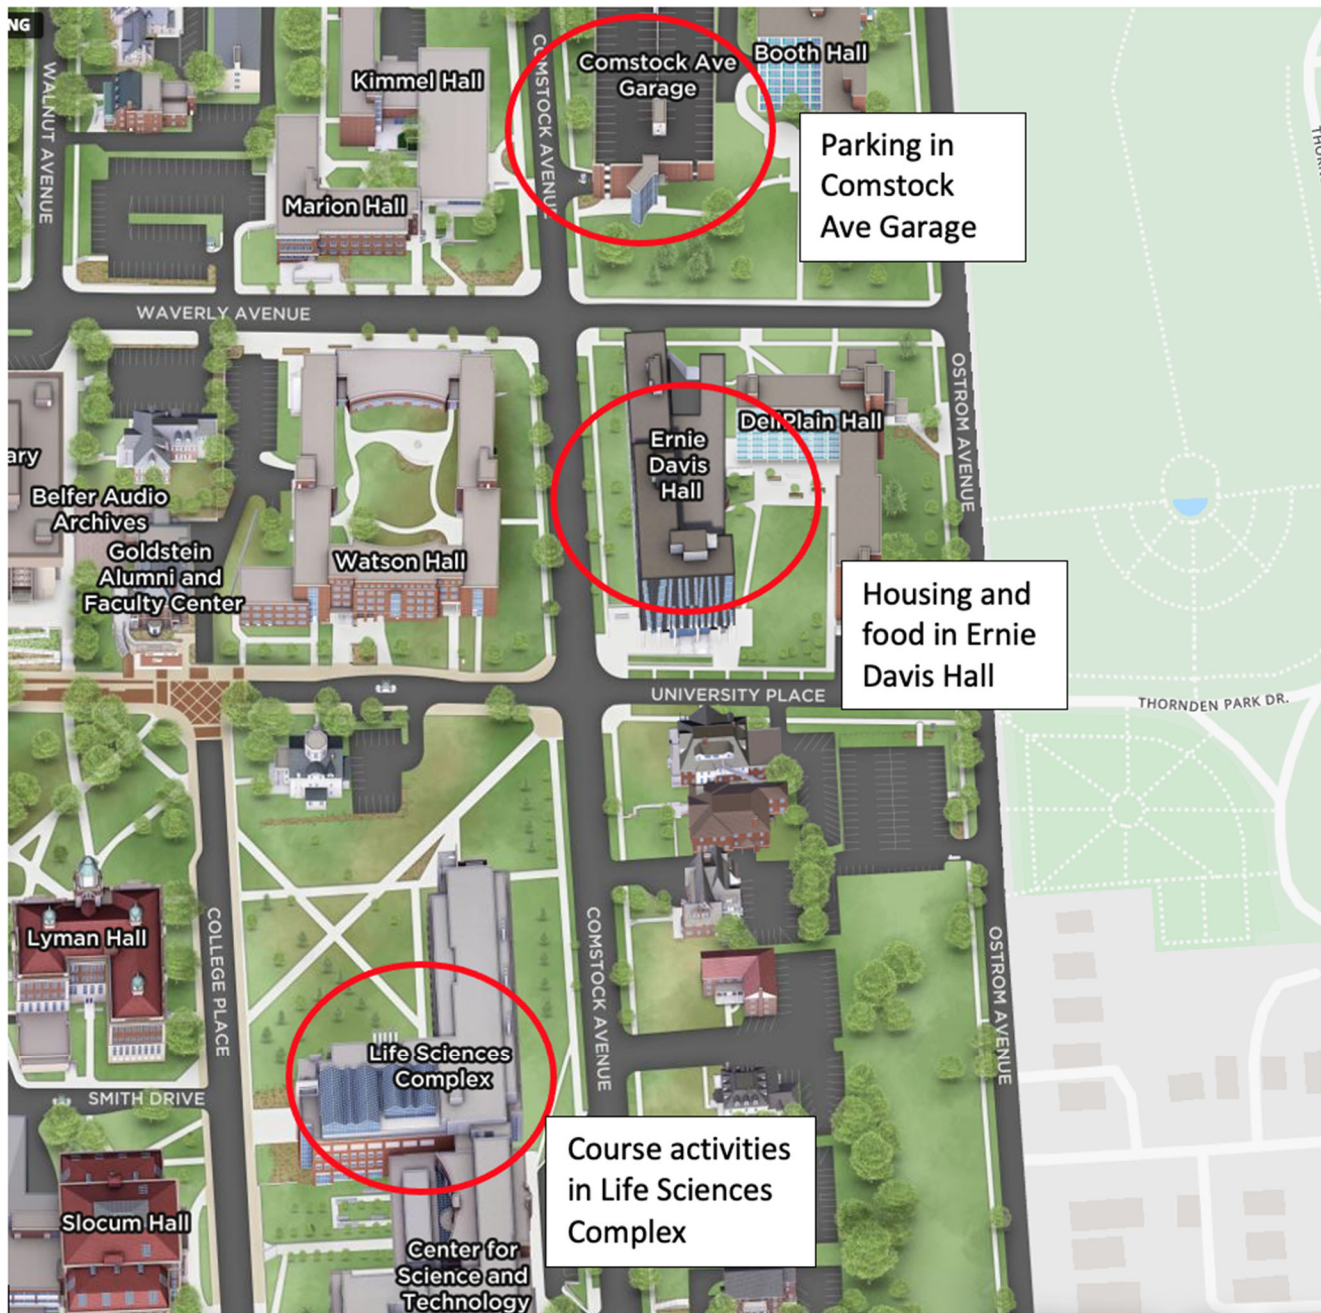 NG
WALNUT AVENUE
Kimmel Hall
COMSTOCK AVENUE
Comstock Ave
Garage
Booth Hall
Parking in
Comstock
Ave Garage
Marion Hall
WAVERLY AVENUE
OSTROM AVENUE
ary
Belfer Audio
Archives
Goldstein
Alumni and
Faculty Center
Watson Hall
Ernie
Davis
Hall
DellPlain Hall
Housing and
food in Ernie
Davis Hall
UNIVERSITY PLACE
THORNDEN PARK DR.
Lyman Hall
COLLEGE PLACE
COMSTOCK AVENUE
OSTROM AVENUE
Life Sciences
Complex
SMITH DRIVE
Course activities
in Life Sciences
Complex
Slocum Hall
Center for
Science and
Technology